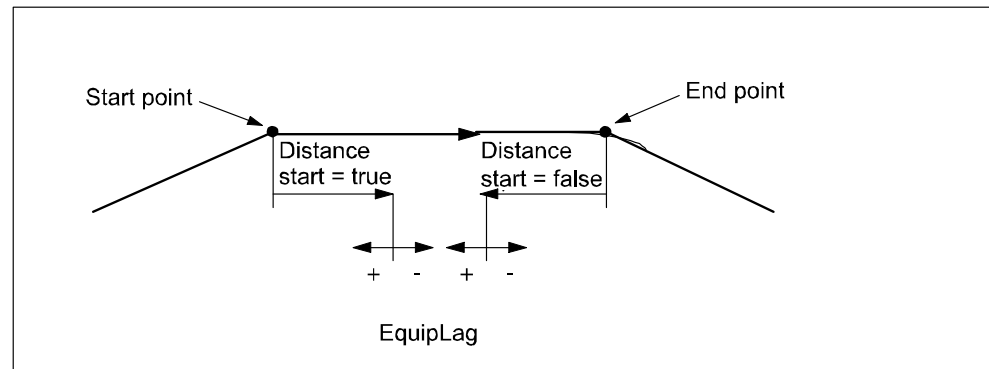 Start point
End point
Distance
start = true
Distance
start = false
+ - + -
EquipLag